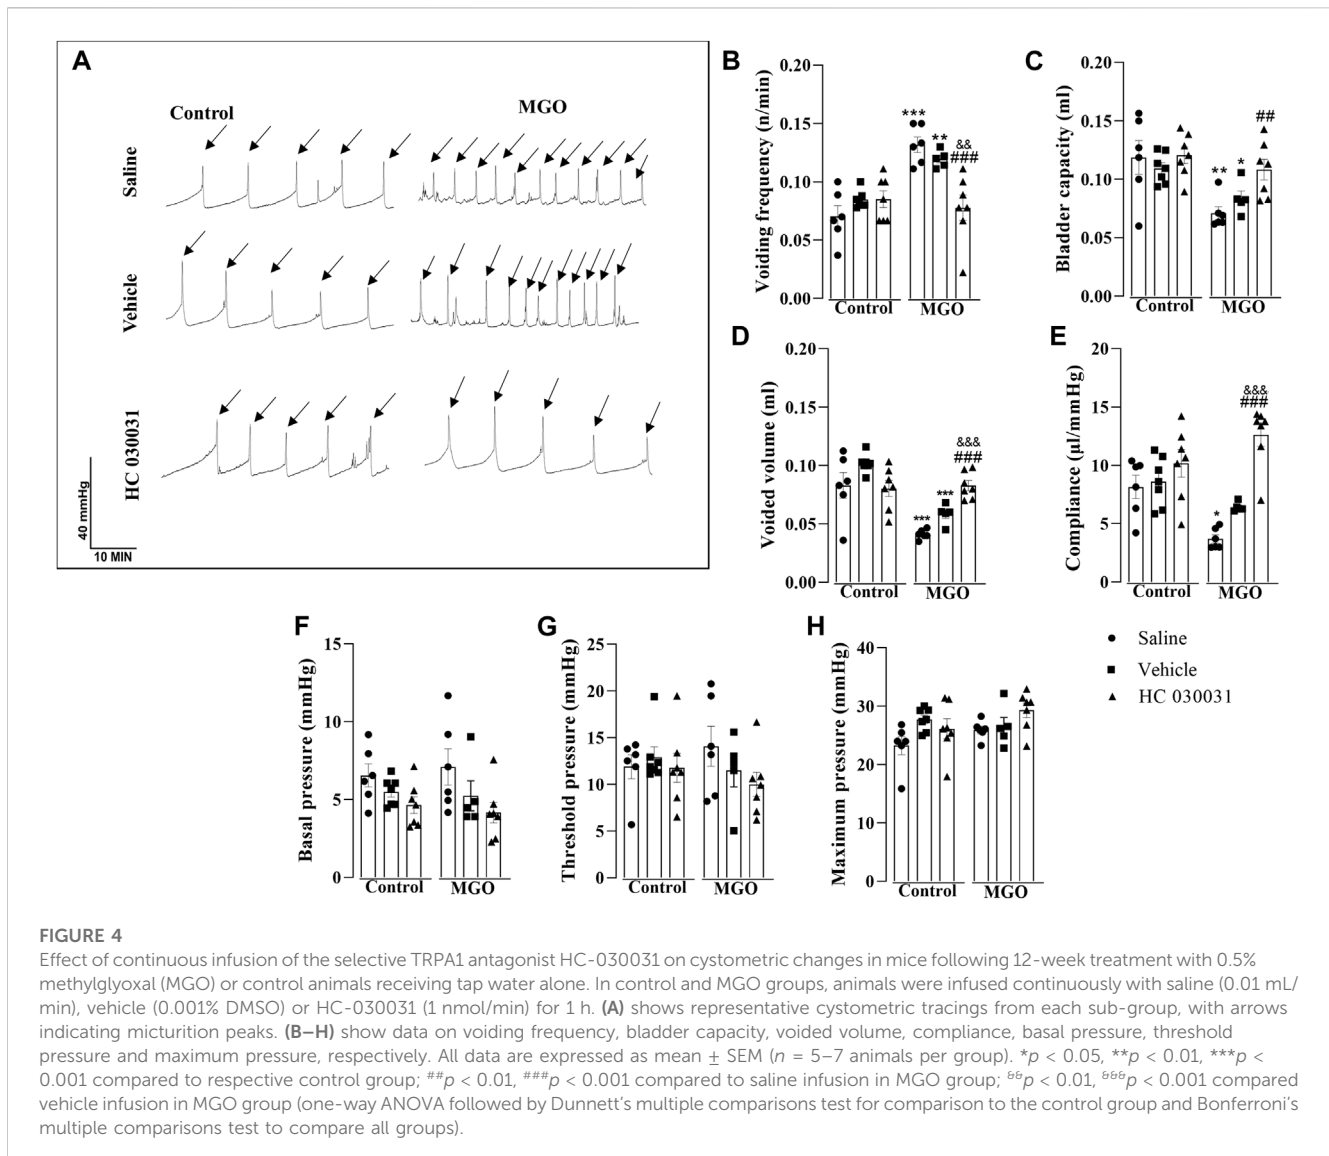 A
Control
MGO
Saline
Vehicle
HC 030031
40 mmHg
10 MIN
B
Voiding frequency (n/min)
0.20
0.15
0.10
0.05
0.00
***
**
&&
###
Control
MGO
C
Bladder capacity (ml)
0.20
0.15
0.10
0.05
0.00
**
*
##
Control
MGO
D
Voided volume (ml)
0.20
0.15
0.10
0.05
0.00
***
***
&&&
###
Control
MGO
E
Compliance (µl/mmHg)
20
15
10
5
0
*
&&&
###
Control
MGO
F
Basal pressure (mmHg)
15
10
5
0
Control
MGO
G
Threshold pressure (mmHg)
25
20
15
10
5
0
Control
MGO
H
Maximum pressure (mmHg)
40
30
20
10
0
Control
MGO
Saline
Vehicle
HC 030031
FIGURE 4
Effect of continuous infusion of the selective TRPA1 antagonist HC-030031 on cystometric changes in mice following 12-week treatment with 0.5%
methylglyoxal (MGO) or control animals receiving tap water alone. In control and MGO groups, animals were infused continuously with saline (0.01 mL/
min), vehicle (0.001% DMSO) or HC-030031 (1 nmol/min) for 1 h. (A) shows representative cystometric tracings from each sub-group, with arrows
indicating micturition peaks. (B–H) show data on voiding frequency, bladder capacity, voided volume, compliance, basal pressure, threshold
pressure and maximum pressure, respectively. All data are expressed as mean ± SEM (n = 5–7 animals per group). *p < 0.05, **p < 0.01, ***p <
0.001 compared to respective control group; ##p < 0.01, ###p < 0.001 compared to saline infusion in MGO group; &&p < 0.01, &&&p < 0.001 compared
vehicle infusion in MGO group (one-way ANOVA followed by Dunnett’s multiple comparisons test for comparison to the control group and Bonferroni’s
multiple comparisons test to compare all groups).